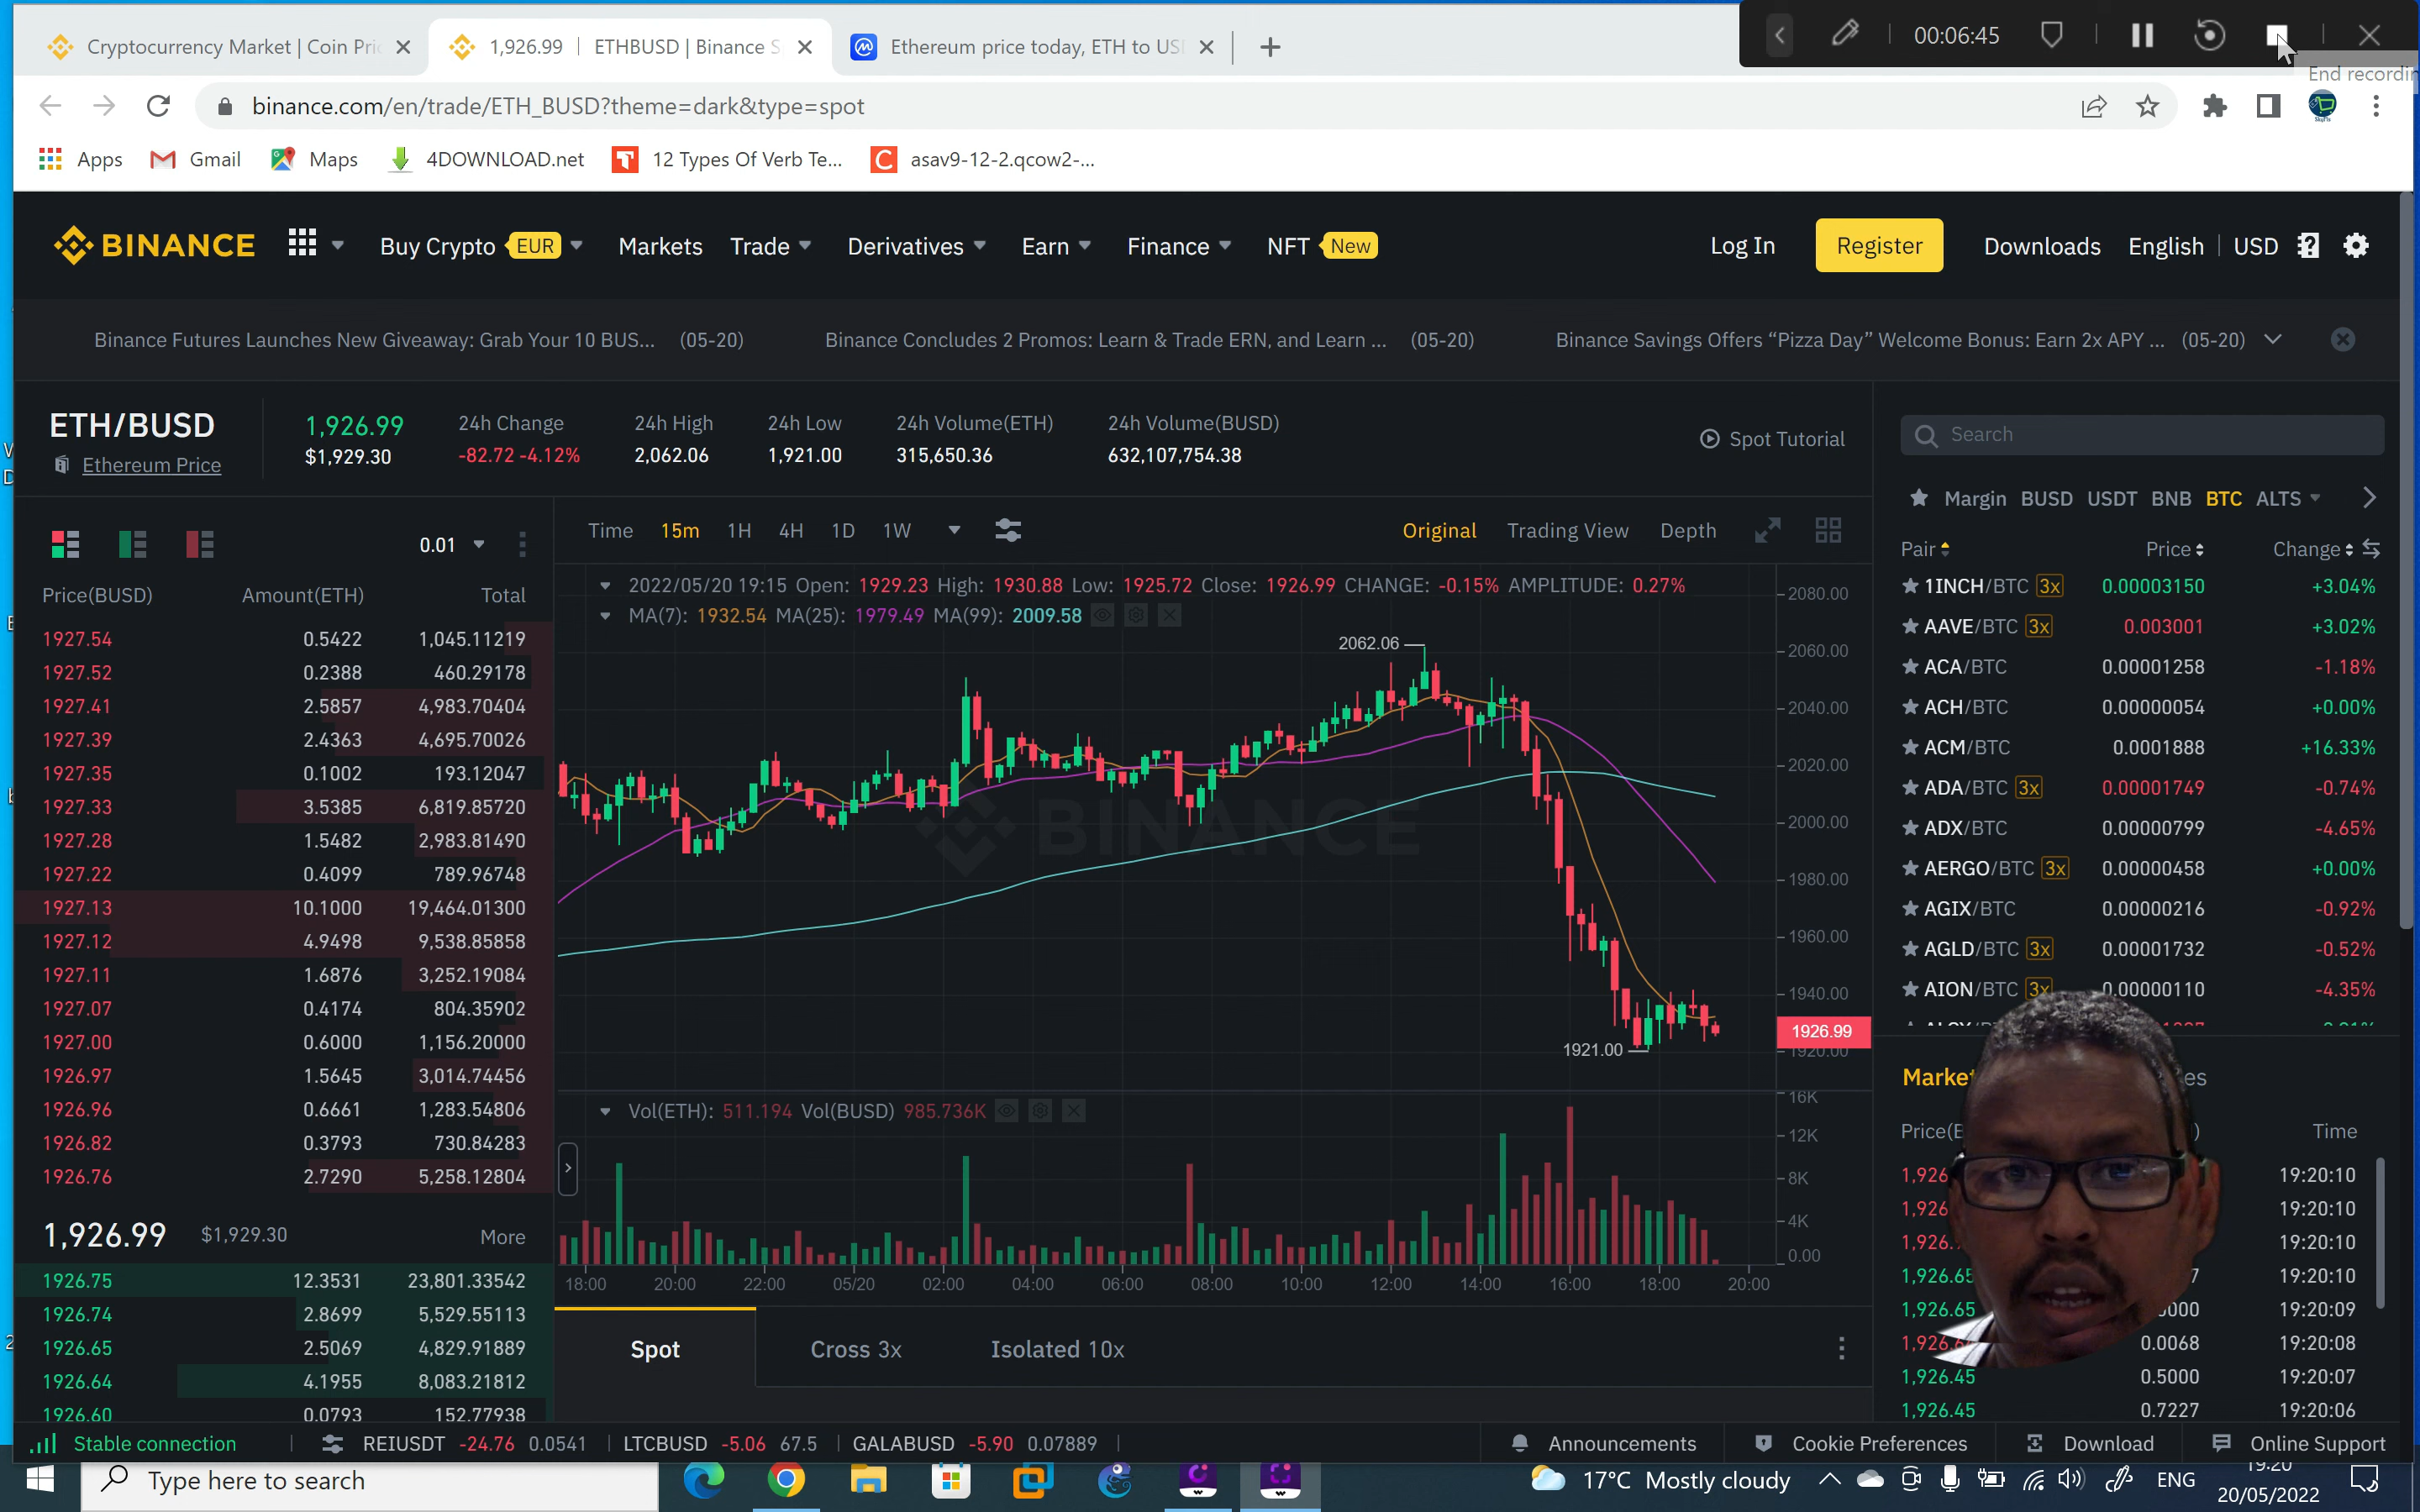 Cryptocurrency Market | Coin Pri
1,926.99 | ETHBUSD | Binance S
Ethereum price today, ETH to US
00:06:45
End recordin
binance.com/en/trade/ETH_BUSD?theme=dark&type=spot
Apps Gmail Maps 4DOWNLOAD.net 12 Types Of Verb Te... asav9-12-2.qcow2-...
BINANCE Buy Crypto EUR Markets Trade Derivatives Earn Finance NFT New Log In Register Downloads English | USD
Binance Futures Launches New Giveaway: Grab Your 10 BUS... (05-20) Binance Concludes 2 Promos: Learn & Trade ERN, and Learn ... (05-20) Binance Savings Offers “Pizza Day” Welcome Bonus: Earn 2x APY ... (05-20)
ETH/BUSD
Ethereum Price
1,926.99
$1,929.30
24h Change
-82.72 -4.12%
24h High
2,062.06
24h Low
1,921.00
24h Volume(ETH)
315,650.36
24h Volume(BUSD)
632,107,754.38
Spot Tutorial
0.01
Price(BUSD) Amount(ETH) Total
1927.54 0.5422 1,045.11219
1927.52 0.2388 460.29178
1927.41 2.5857 4,983.70404
1927.39 2.4363 4,695.70026
1927.35 0.1002 193.12047
1927.33 3.5385 6,819.85720
1927.28 1.5482 2,983.81490
1927.22 0.4099 789.96748
1927.13 10.1000 19,464.01300
1927.12 4.9498 9,538.85858
1927.11 1.6876 3,252.19084
1927.07 0.4174 804.35902
1927.00 0.6000 1,156.20000
1926.97 1.5645 3,014.74456
1926.96 0.6661 1,283.54806
1926.82 0.3793 730.84283
1926.76 2.7290 5,258.12804
1,926.99 $1,929.30 More
1926.75 12.3531 23,801.33542
1926.74 2.8699 5,529.55113
1926.65 2.5069 4,829.91889
1926.64 4.1955 8,083.21812
1926.60 0.0793 152.77938
Time 15m 1H 4H 1D 1W Original Trading View Depth
2022/05/20 19:15 Open: 1929.23 High: 1930.88 Low: 1925.72 Close: 1926.99 CHANGE: -0.15% AMPLITUDE: 0.27%
MA(7): 1932.54 MA(25): 1979.49 MA(99): 2009.58
2062.06
BINANCE
1921.00
2080.00
2060.00
2040.00
2020.00
2000.00
1980.00
1960.00
1940.00
1926.99
1920.00
Vol(ETH): 511.194 Vol(BUSD) 985.736K
16K
12K
8K
4K
0.00
18:00 20:00 22:00 05/20 02:00 04:00 06:00 08:00 10:00 12:00 14:00 16:00 18:00 20:00
Spot Cross 3x Isolated 10x
Search
Margin BUSD USDT BNB BTC ALTS
Pair Price Change
1INCH/BTC 3x 0.00003150 +3.04%
AAVE/BTC 3x 0.003001 +3.02%
ACA/BTC 0.00001258 -1.18%
ACH/BTC 0.00000054 +0.00%
ACM/BTC 0.0001888 +16.33%
ADA/BTC 3x 0.00001749 -0.74%
ADX/BTC 0.00000799 -4.65%
AERGO/BTC 3x 0.00000458 +0.00%
AGIX/BTC 0.00000216 -0.92%
AGLD/BTC 3x 0.00001732 -0.52%
AION/BTC 3x 0.00000110 -4.35%
Market es
Price(B ) Time
1,926 19:20:10
1,926 19:20:10
1,926. 19:20:10
1,926.65 7 19:20:10
1,926.65 000 19:20:09
1,926.6 0.0068 19:20:08
1,926.45 0.5000 19:20:07
1,926.45 0.7227 19:20:06
Stable connection REIUSDT -24.76 0.0541 LTCBUSD -5.06 67.5 GALABUSD -5.90 0.07889 Announcements Cookie Preferences Download Online Support
Type here to search 17°C Mostly cloudy ENG
19:20
20/05/2022